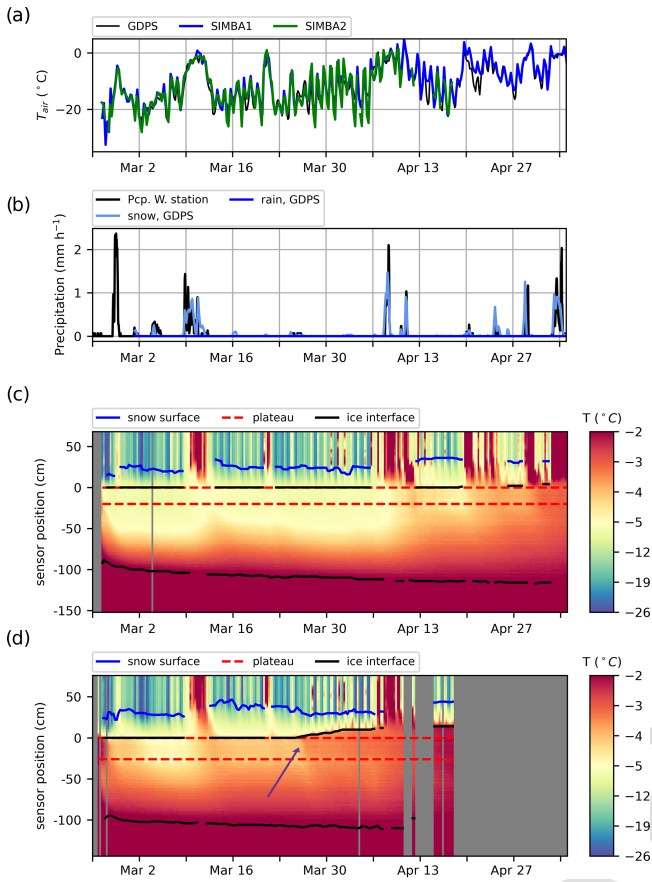 (a)
GDPS SIMBA1 SIMBA2
T_air (°C)
0
−20
Mar 2 Mar 16 Mar 30 Apr 13 Apr 27
(b)
Pcp. W. station rain, GDPS
snow, GDPS
Precipitation (mm h⁻¹)
2
1
0
Mar 2 Mar 16 Mar 30 Apr 13 Apr 27
(c)
snow surface plateau ice interface T (°C)
sensor position (cm)
50
0
-50
-100
-150
Mar 2 Mar 16 Mar 30 Apr 13 Apr 27
−2
−5
−7
−12
−19
−26
(d)
snow surface plateau ice interface T (°C)
sensor position (cm)
50
0
-50
-100
Mar 2 Mar 16 Mar 30 Apr 13 Apr 27
−2
−5
−7
−12
−19
−26